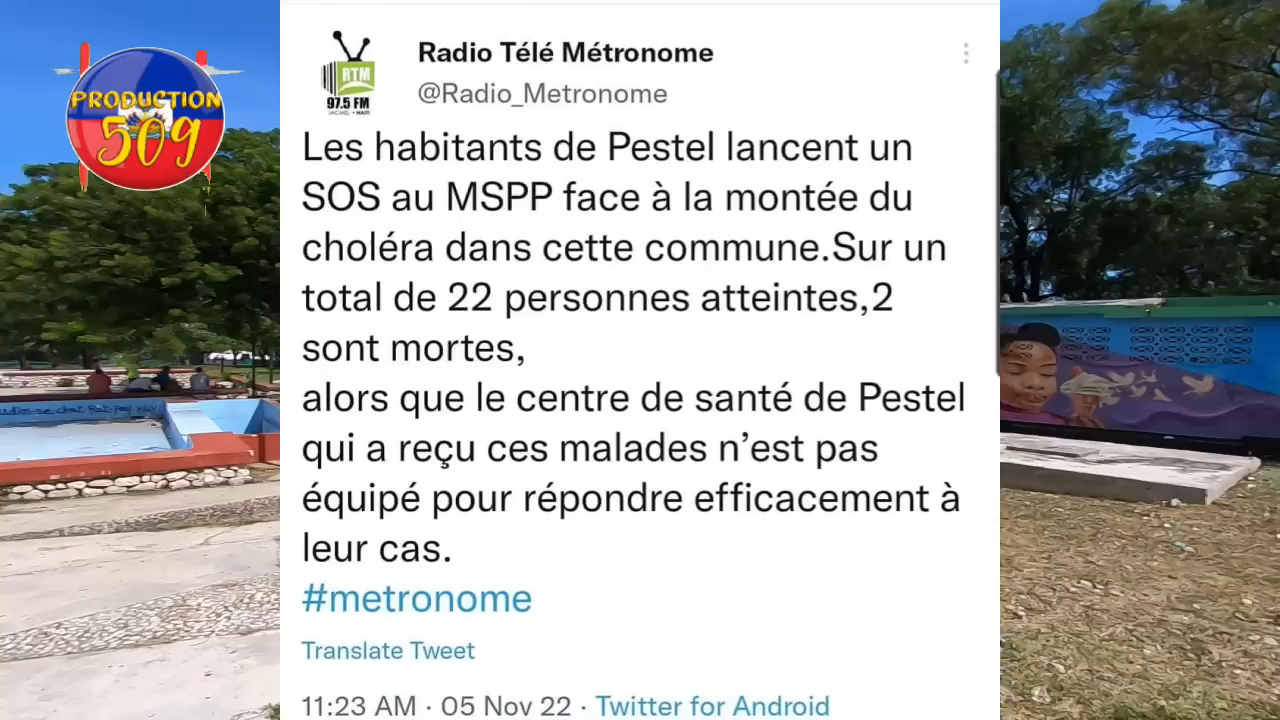 PRODUCTION
509
RTM
97.5 FM
JACMEL • HAITI
Radio Télé Métronome
@Radio_Metronome
Les habitants de Pestel lancent un
SOS au MSPP face à la montée du
choléra dans cette commune.Sur un
total de 22 personnes atteintes,2
sont mortes,
alors que le centre de santé de Pestel
qui a reçu ces malades n’est pas
équipé pour répondre efficacement à
leur cas.
#metronome
Translate Tweet
11:23 AM · 05 Nov 22 · Twitter for Android